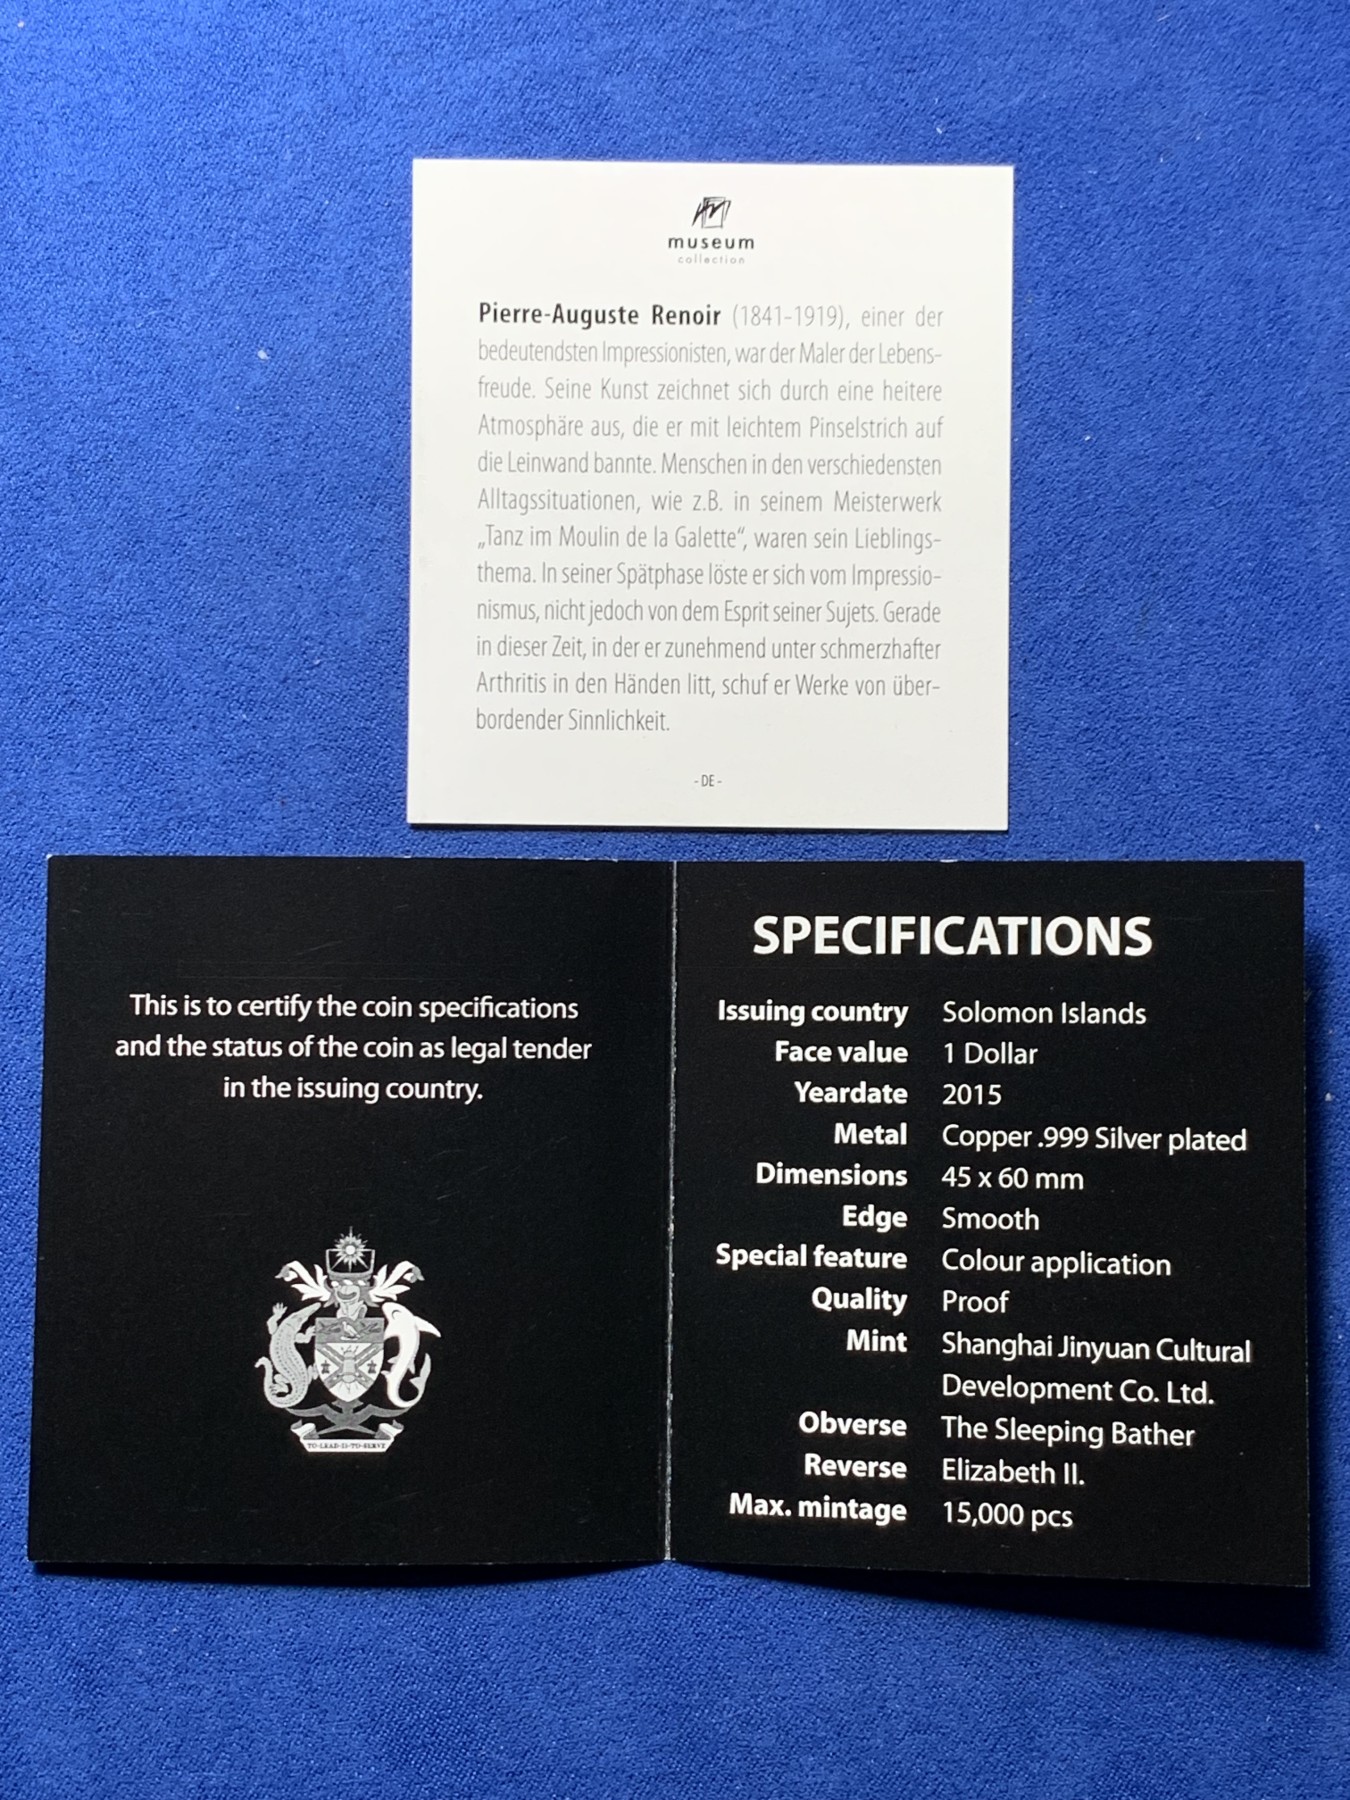 museum
collection
Pierre-Auguste Renoir (1841-1919), einer der
bedeutendsten Impressionisten, war der Maler der Lebens-
freude. Seine Kunst zeichnet sich durch eine heitere
Atmosphäre aus, die er mit leichtem Pinselstrich auf
die Leinwand bannte. Menschen in den verschiedensten
Alltagssituationen, wie z.B. in seinem Meisterwerk
„Tanz im Moulin de la Galette“, waren sein Lieblings-
thema. In seiner Spätphase löste er sich vom Impressio-
nismus, nicht jedoch von dem Esprit seiner Sujets. Gerade
in dieser Zeit, in der er zunehmend unter schmerzhafter
Arthritis in den Händen litt, schuf er Werke von über-
bordender Sinnlichkeit.
- DE -
This is to certify the coin specifications
and the status of the coin as legal tender
in the issuing country.
TO-LEAD-IS-TO-SERVE
SPECIFICATIONS
Issuing country Solomon Islands
Face value 1 Dollar
Yeardate 2015
Metal Copper .999 Silver plated
Dimensions 45 x 60 mm
Edge Smooth
Special feature Colour application
Quality Proof
Mint Shanghai Jinyuan Cultural
Development Co. Ltd.
Obverse The Sleeping Bather
Reverse Elizabeth II.
Max. mintage 15,000 pcs